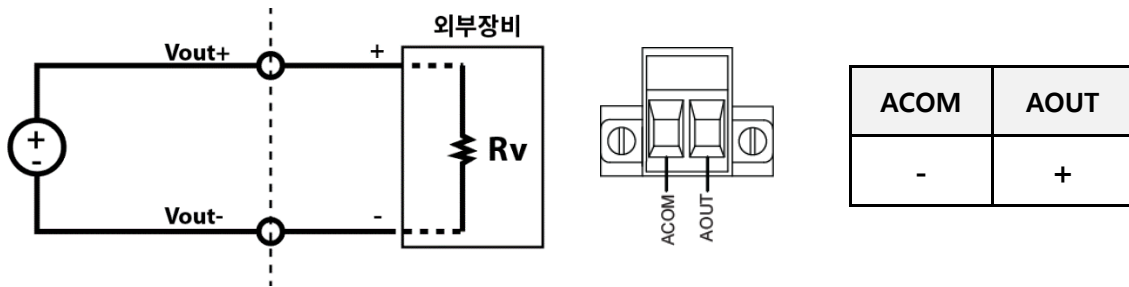 외부장비
Vout+
+
+
-
Rv
Vout-
-
ACOM
AOUT
ACOM AOUT
- +